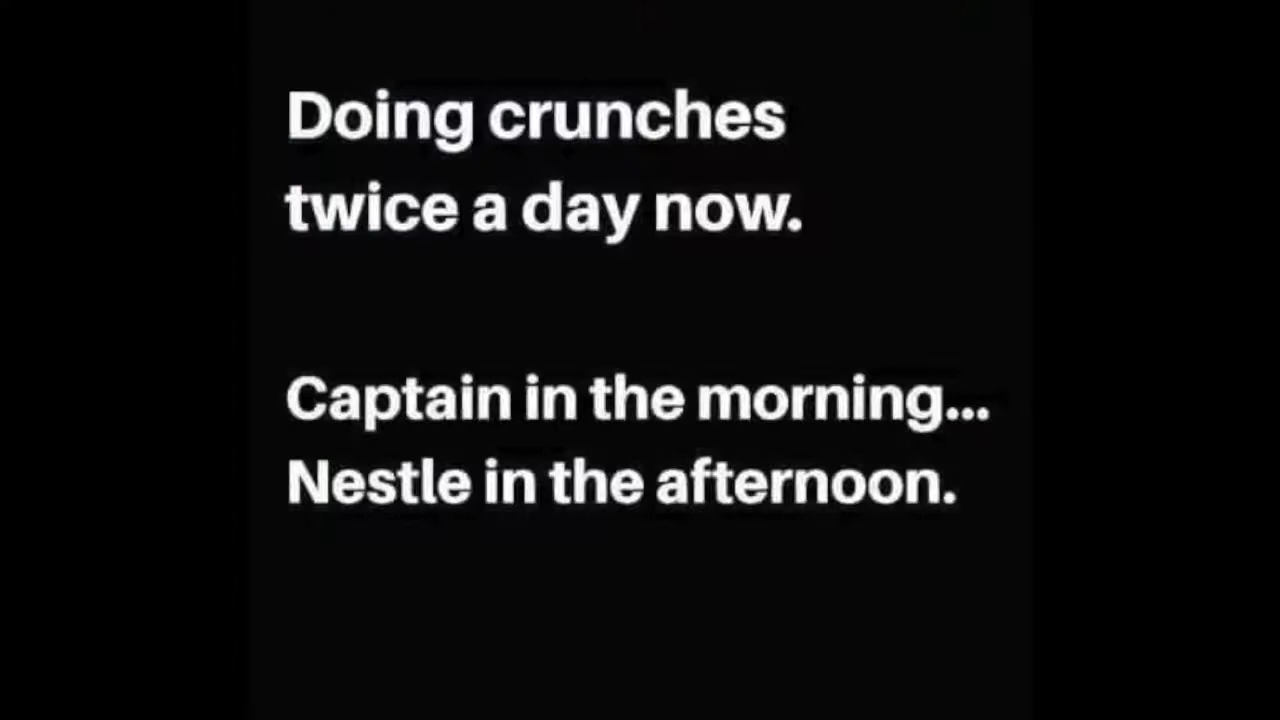 Doing crunches
twice a day now.
Captain in the morning...
Nestle in the afternoon.